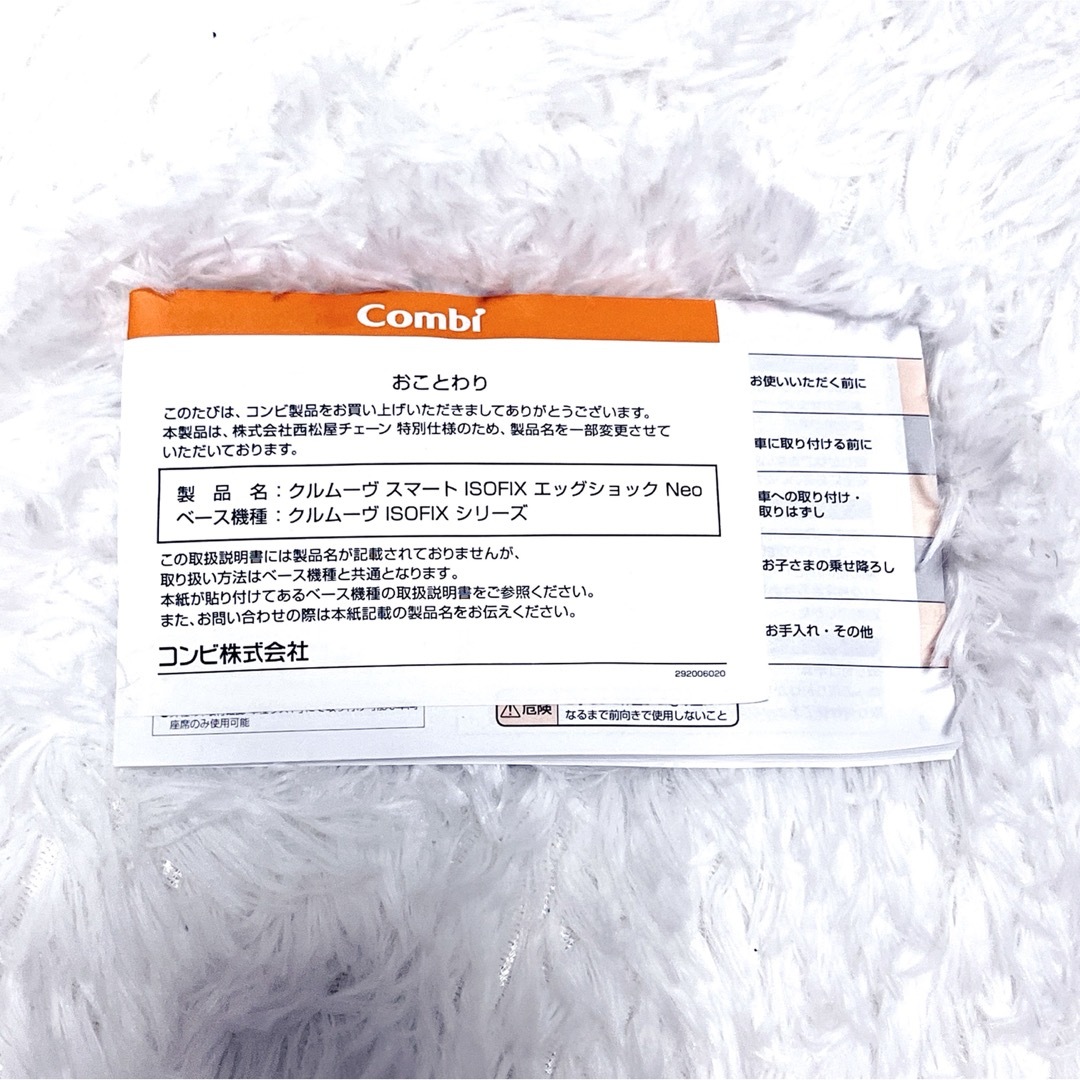 Combi
おことわり
このたびは、コンビ製品をお買い上げいただきましてありがとうございます。
本製品は、株式会社西松屋チェーン 特別仕様のため、製品名を一部変更させて
いただいております。
製 品 名：クルムーヴ スマート ISOFIX エッグショック Neo
ベース機種：クルムーヴ ISOFIX シリーズ
この取扱説明書には製品名が記載されておりませんが、
取り扱い方法はベース機種と共通となります。
本紙が貼り付けてあるベース機種の取扱説明書をご参照ください。
また、お問い合わせの際は本紙記載の製品名をお伝えください。
コンビ株式会社
292006020
お使いいただく前に
車に取り付ける前に
車への取り付け・
取りはずし
お子さまの乗せ降ろし
お手入れ・その他
座席のみ使用可能
危険
なるまで前向きで使用しないこと